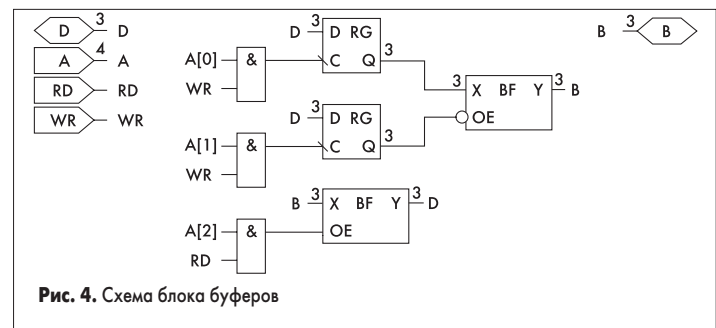 D 3 D
A 4 A
RD RD
WR WR
B 3 B
A[0] & WR
D 3 D RG C Q 3
A[1] & WR
D 3 D RG C Q 3
3 X BF Y 3 B
OE
A[2] & RD
B 3 X BF Y 3 D
OE
Рис. 4. Схема блока буферов